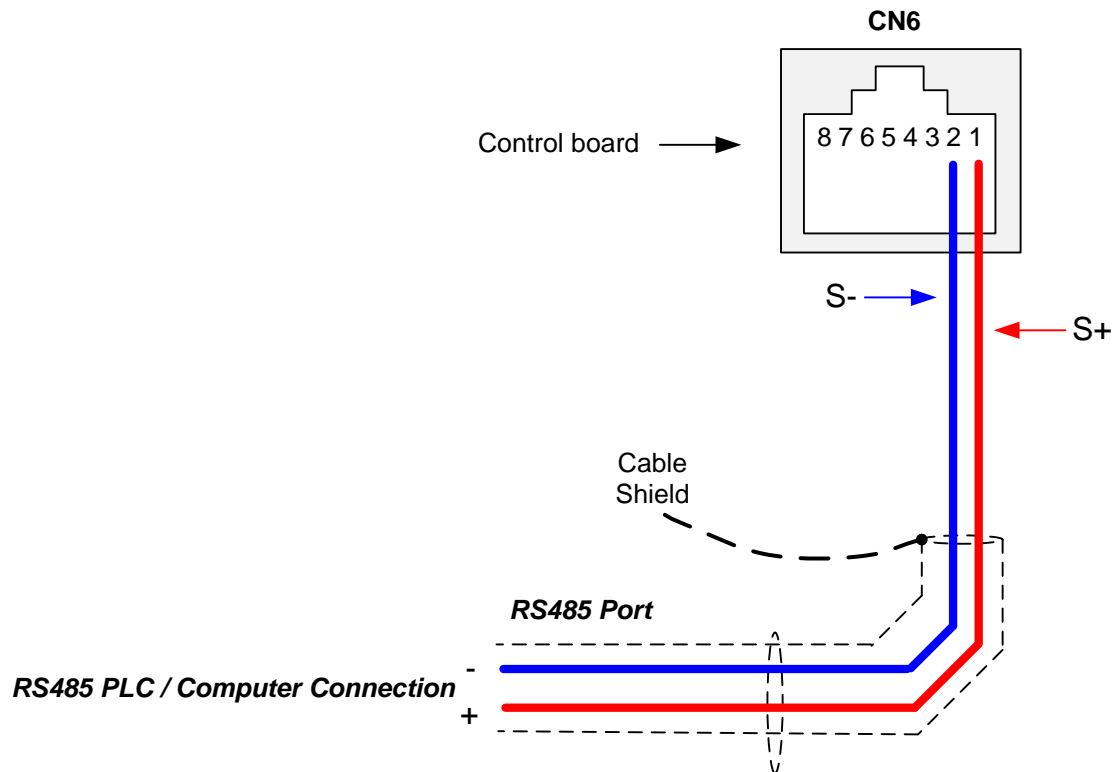 CN6
Control board
8 7 6 5 4 3 2 1
S-
S+
Cable
Shield
RS485 Port
-
RS485 PLC / Computer Connection
+